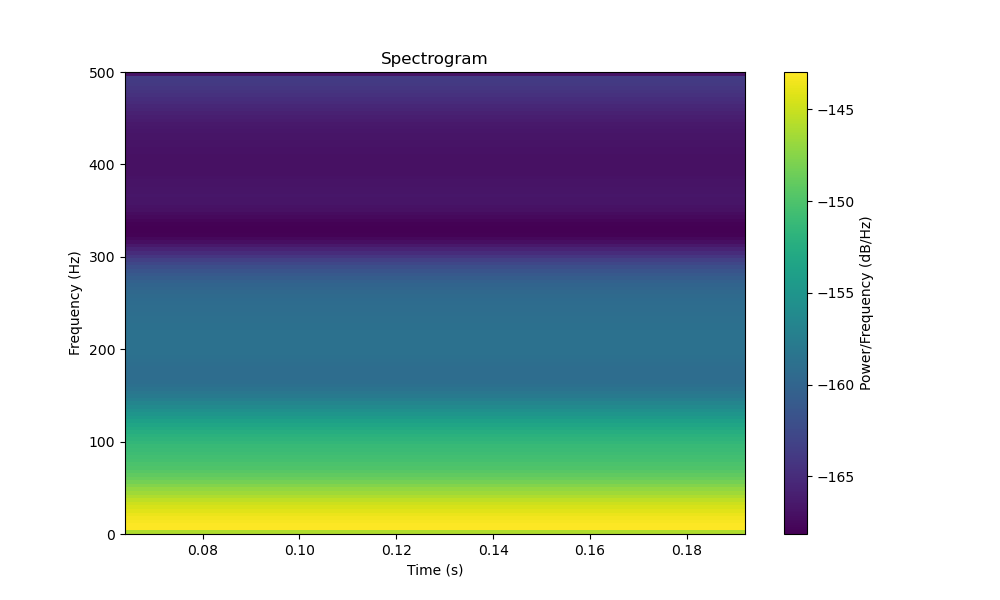 Spectrogram
500
400
300
200
100
0
Frequency (Hz)
0.08 0.10 0.12 0.14 0.16 0.18
Time (s)
−145
−150
−155
−160
−165
Power/Frequency (dB/Hz)